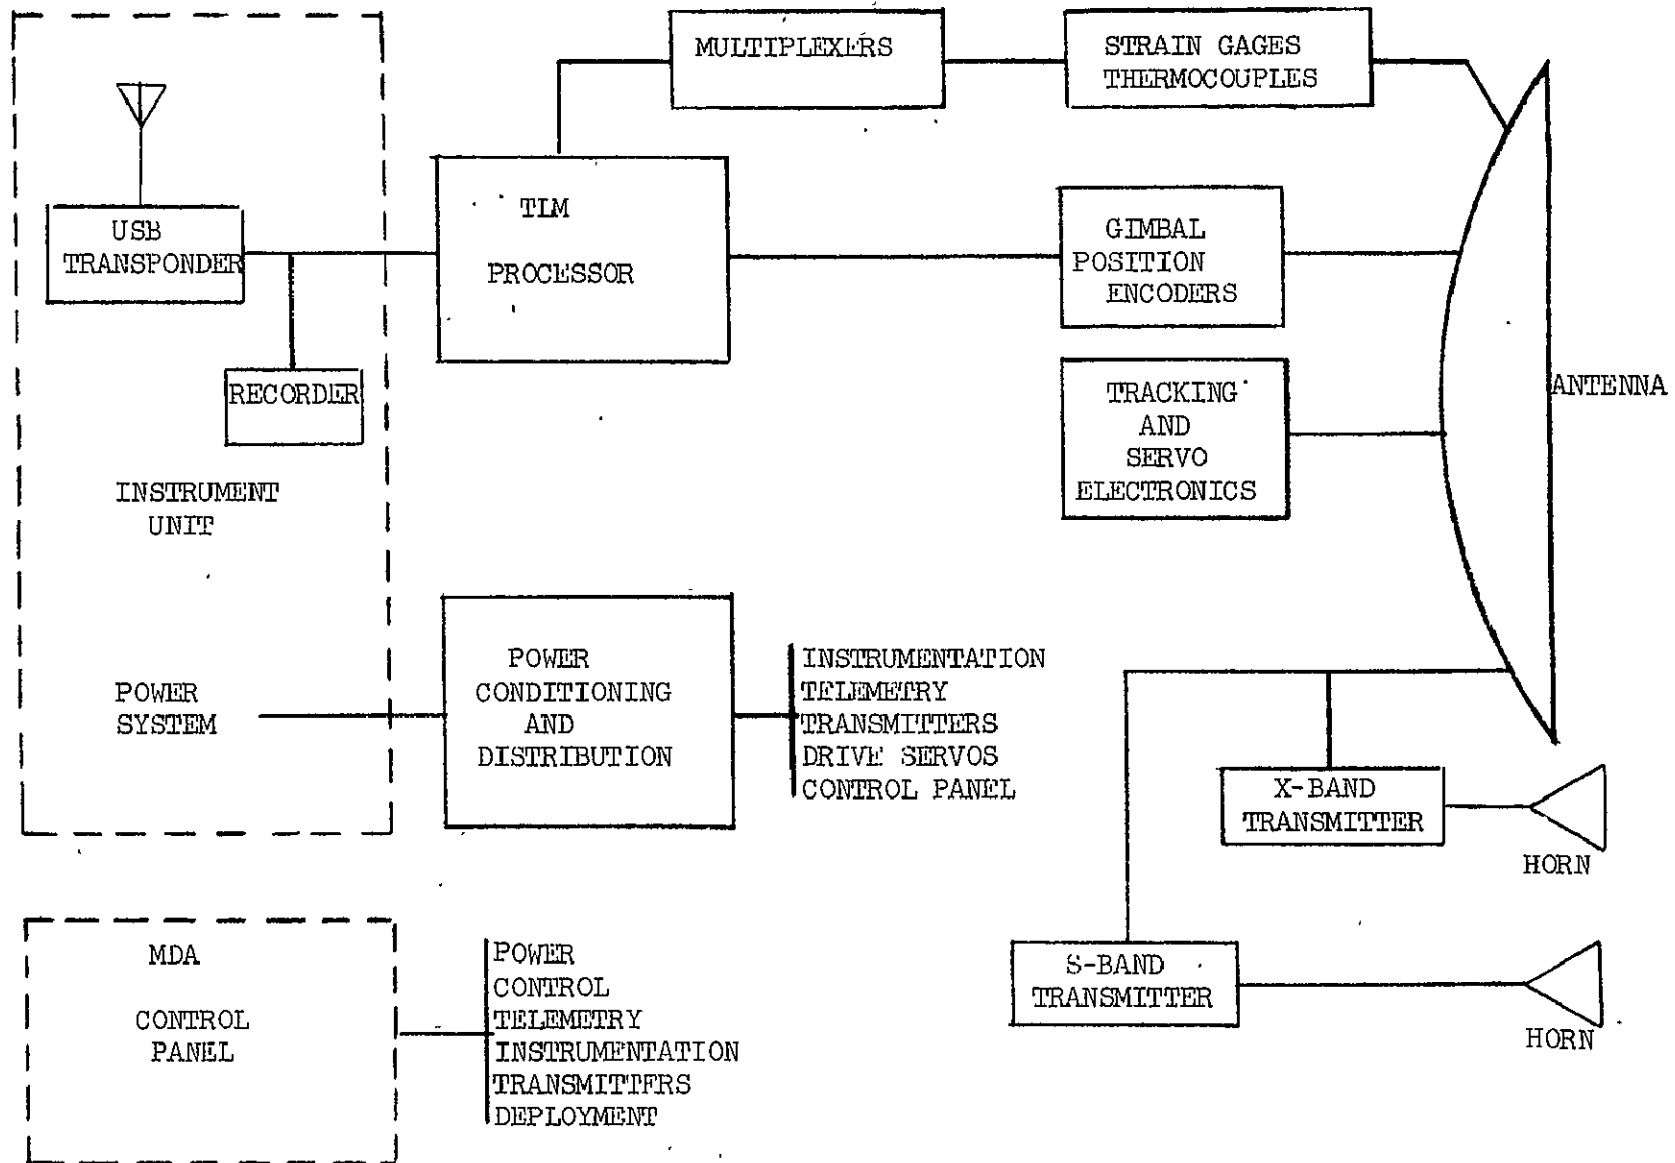 MULTIPLEXERS
STRAIN GAGES
THERMOCOUPLES
USB
TRANSPONDER
TLM
PROCESSOR
GIMBAL
POSITION
ENCODERS
RECORDER
TRACKING
AND
SERVO
ELECTRONICS
ANTENNA
INSTRUMENT
UNIT
POWER
SYSTEM
POWER
CONDITIONING
AND
DISTRIBUTION
INSTRUMENTATION
TELEMETRY
TRANSMITTERS
DRIVE SERVOS
CONTROL PANEL
X-BAND
TRANSMITTER
HORN
MDA
CONTROL
PANEL
POWER
CONTROL
TELEMETRY
INSTRUMENTATION
TRANSMITTERS
DEPLOYMENT
S-BAND
TRANSMITTER
HORN